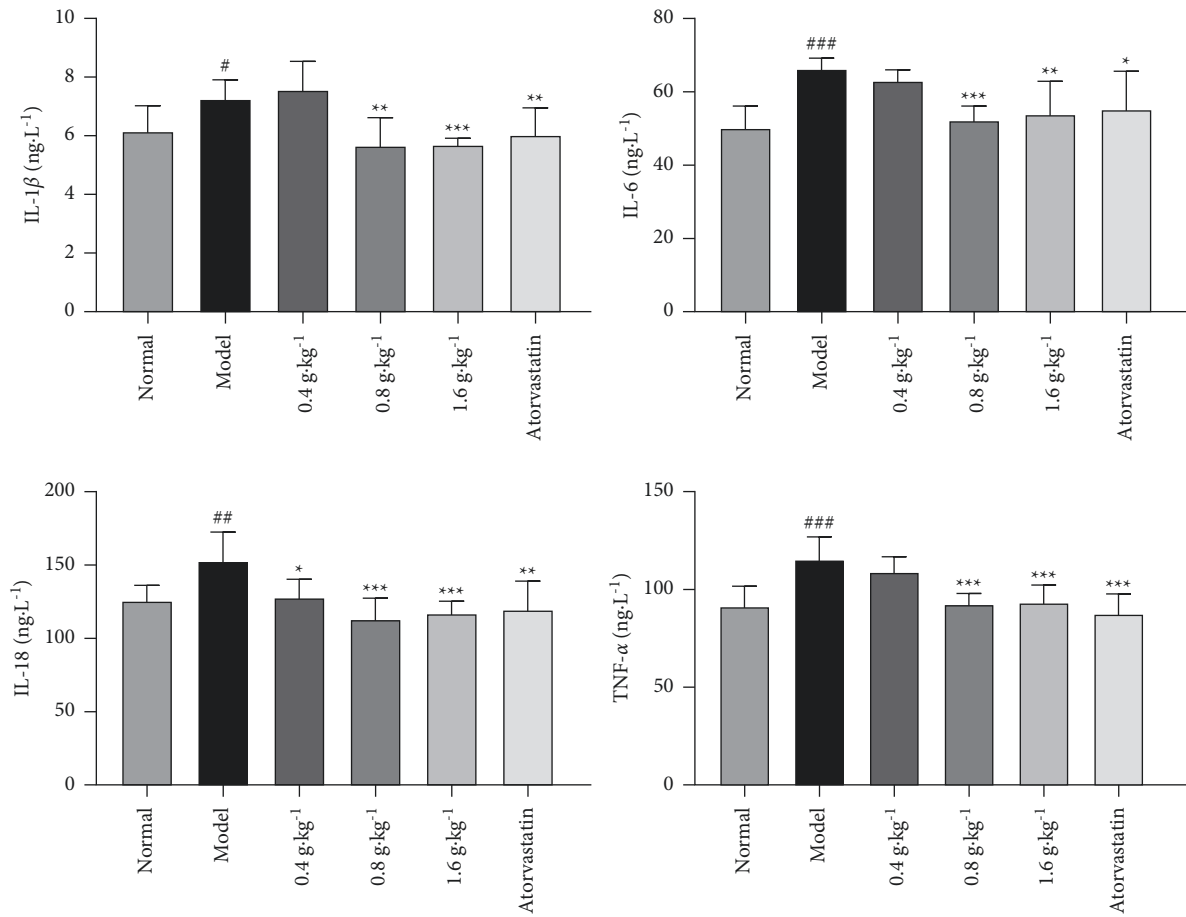 IL-1β (ng·L⁻¹)
10
8
6
4
2
0
#
**
***
**
Normal
Model
0.4 g·kg⁻¹
0.8 g·kg⁻¹
1.6 g·kg⁻¹
Atorvastatin
IL-6 (ng·L⁻¹)
80
60
40
20
0
###
***
**
*
Normal
Model
0.4 g·kg⁻¹
0.8 g·kg⁻¹
1.6 g·kg⁻¹
Atorvastatin
IL-18 (ng·L⁻¹)
200
150
100
50
0
##
*
***
***
**
Normal
Model
0.4 g·kg⁻¹
0.8 g·kg⁻¹
1.6 g·kg⁻¹
Atorvastatin
TNF-α (ng·L⁻¹)
150
100
50
0
###
***
***
***
Normal
Model
0.4 g·kg⁻¹
0.8 g·kg⁻¹
1.6 g·kg⁻¹
Atorvastatin